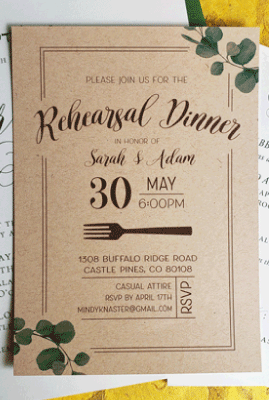 PLEASE JOIN US FOR THE
Rehearsal Dinner
IN HONOR OF
Sarah & Adam
30 MAY
6:00PM
1308 BUFFALO RIDGE ROAD
CASTLE PINES, CO 80108
CASUAL ATTIRE
RSVP BY APRIL 17TH
MINDYKNASTER@GMAIL.COM
RSVP